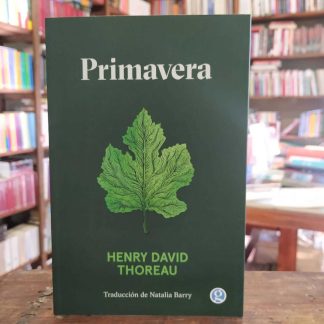 Primavera
HENRY DAVID
THOREAU
Traducción de Natalia Barry
g